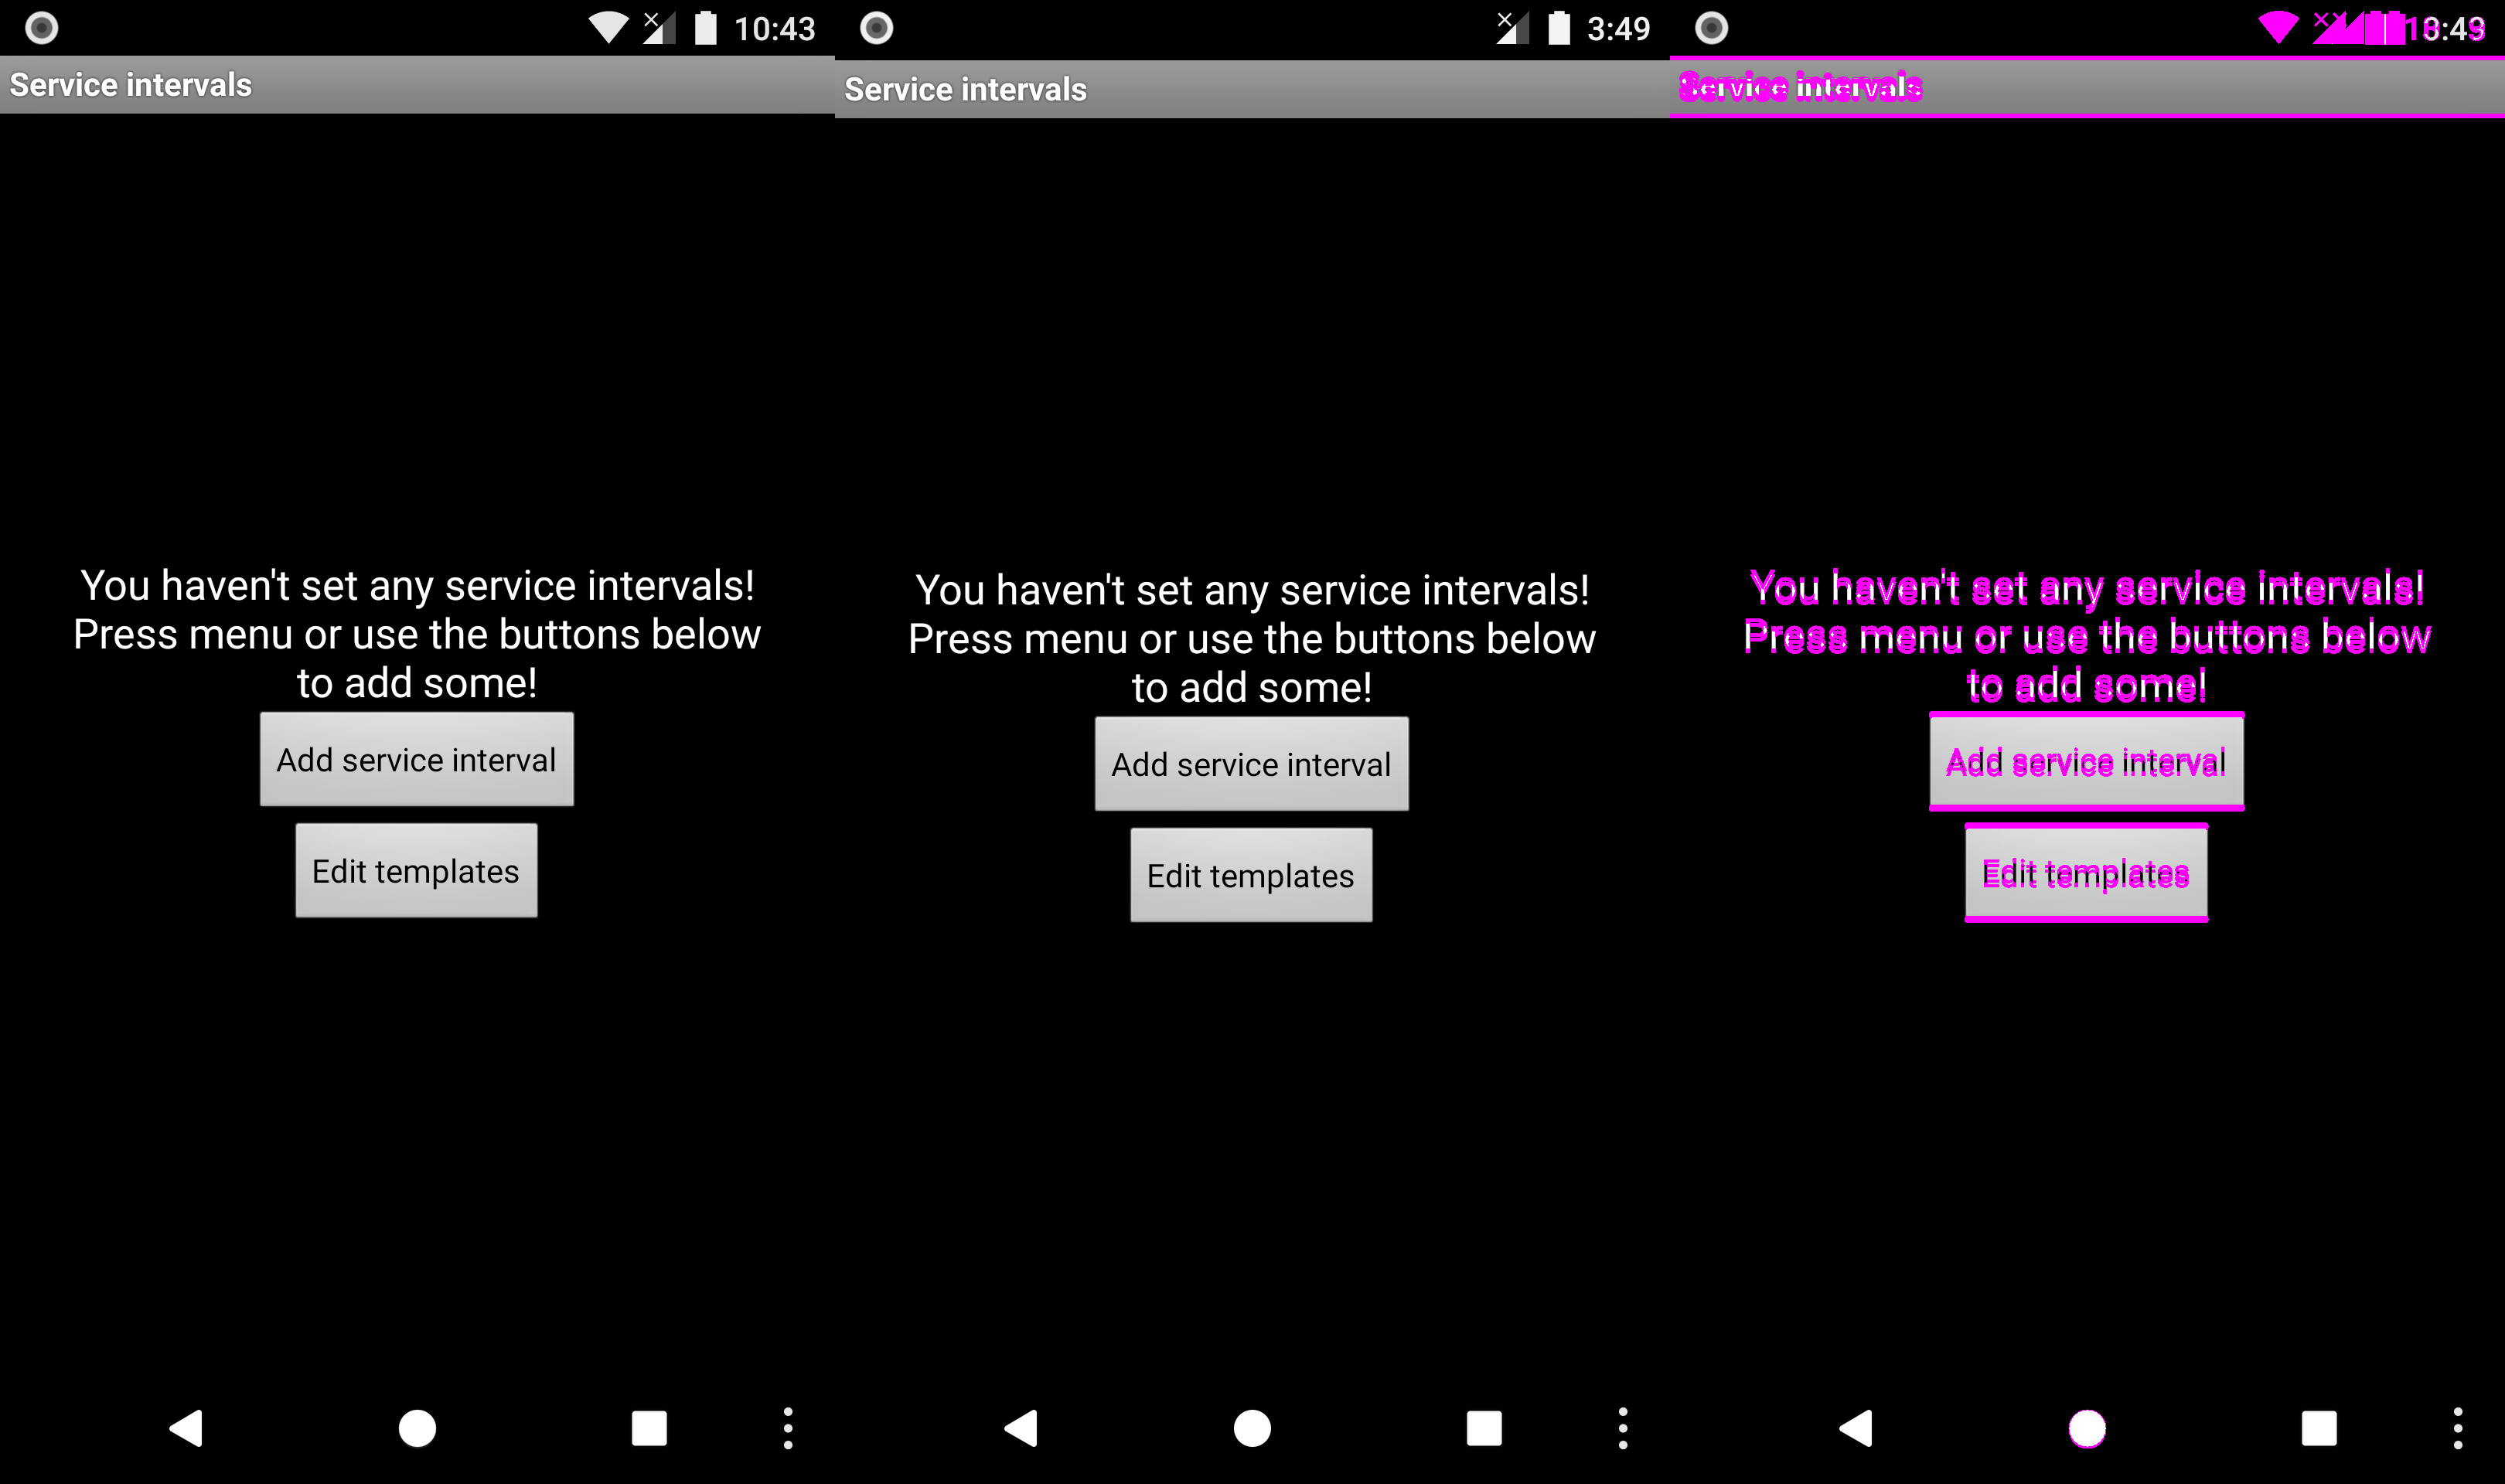 10:43
Service intervals
You haven't set any service intervals!
Press menu or use the buttons below
to add some!
Add service interval
Edit templates
3:49
Service intervals
You haven't set any service intervals!
Press menu or use the buttons below
to add some!
Add service interval
Edit templates
Service intervals
You haven't set any service intervals!
Press menu or use the buttons below
to add some!
Add service interval
Edit templates